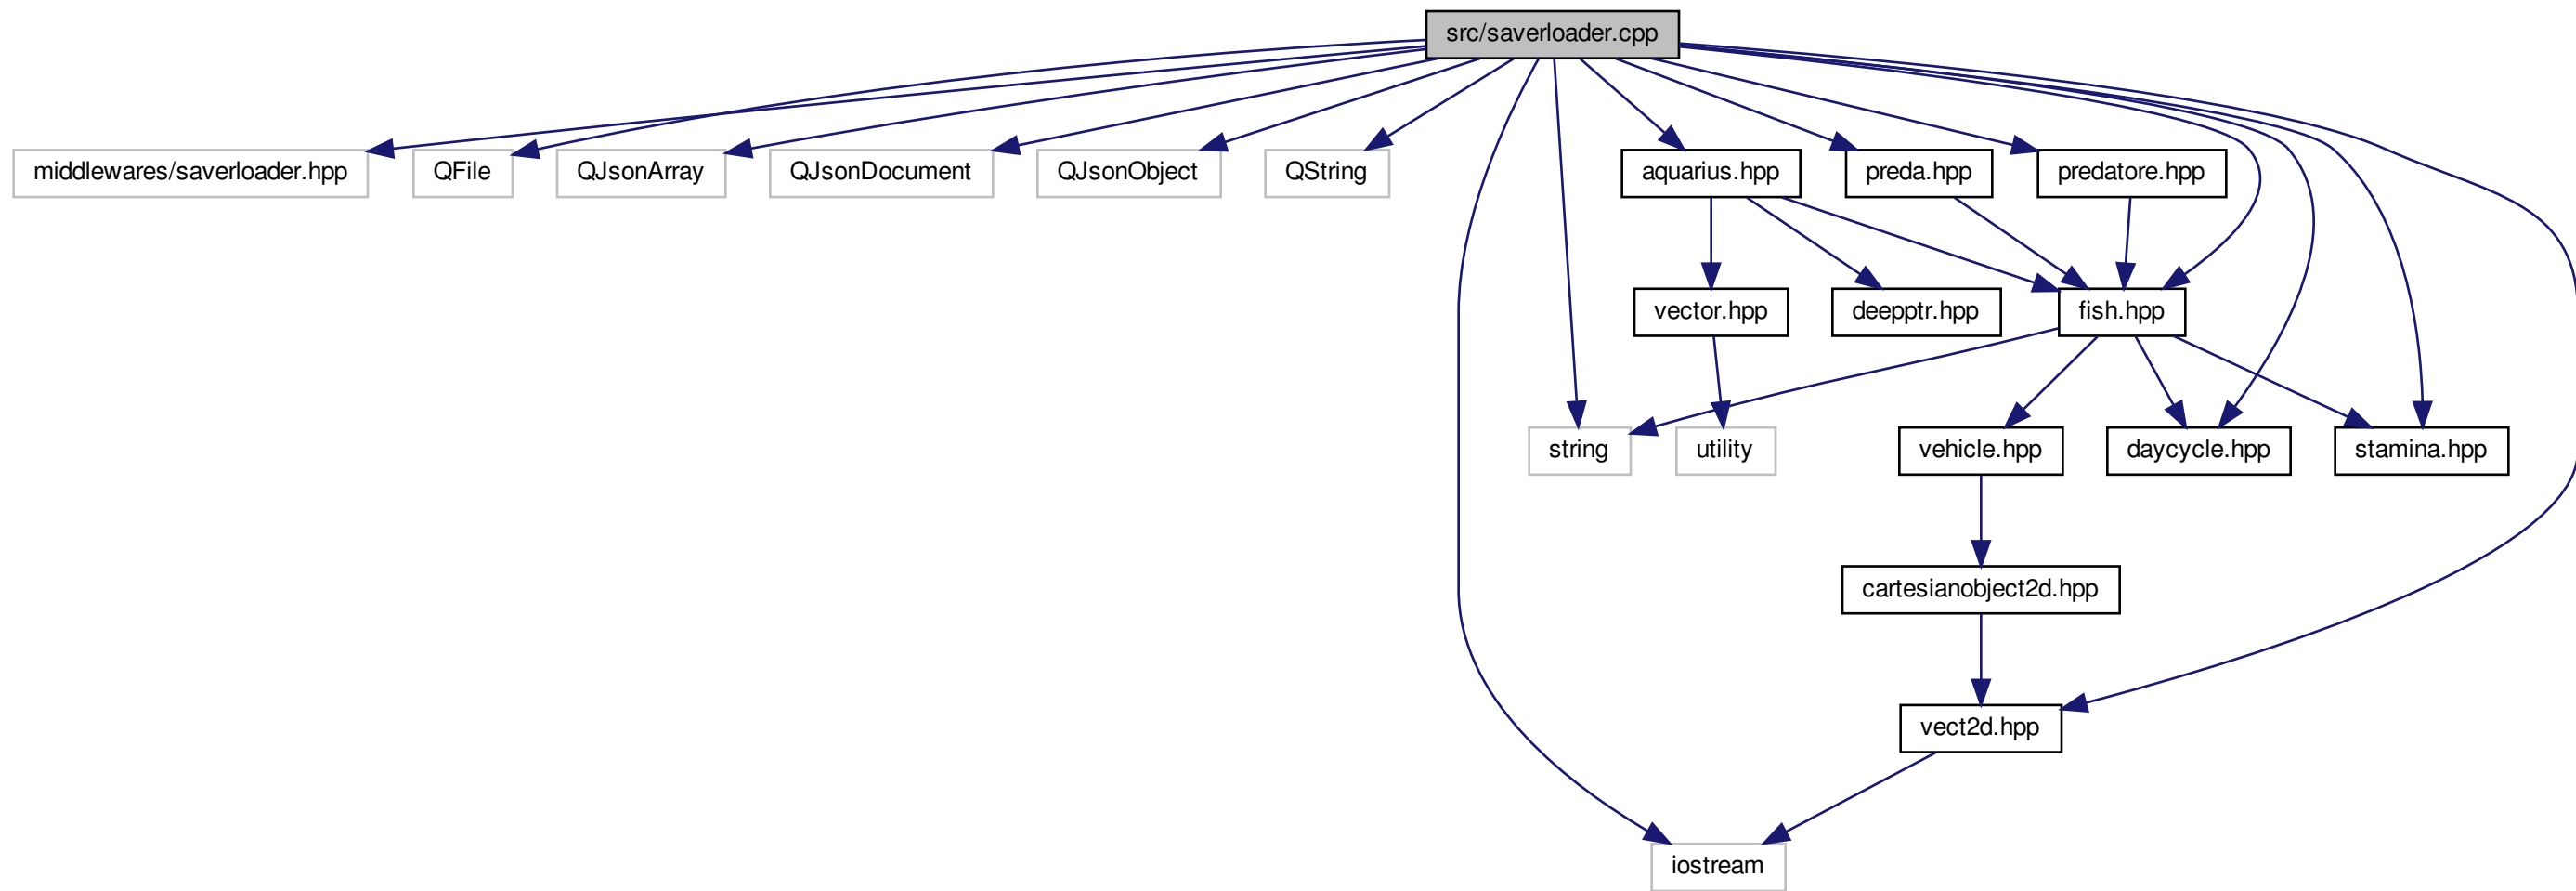 src/saverloader.cpp
middlewares/saverloader.hpp
QFile
QJsonArray
QJsonDocument
QJsonObject
QString
aquarius.hpp
preda.hpp
predatore.hpp
vector.hpp
deepptr.hpp
fish.hpp
string
utility
vehicle.hpp
daycycle.hpp
stamina.hpp
cartesianobject2d.hpp
vect2d.hpp
iostream